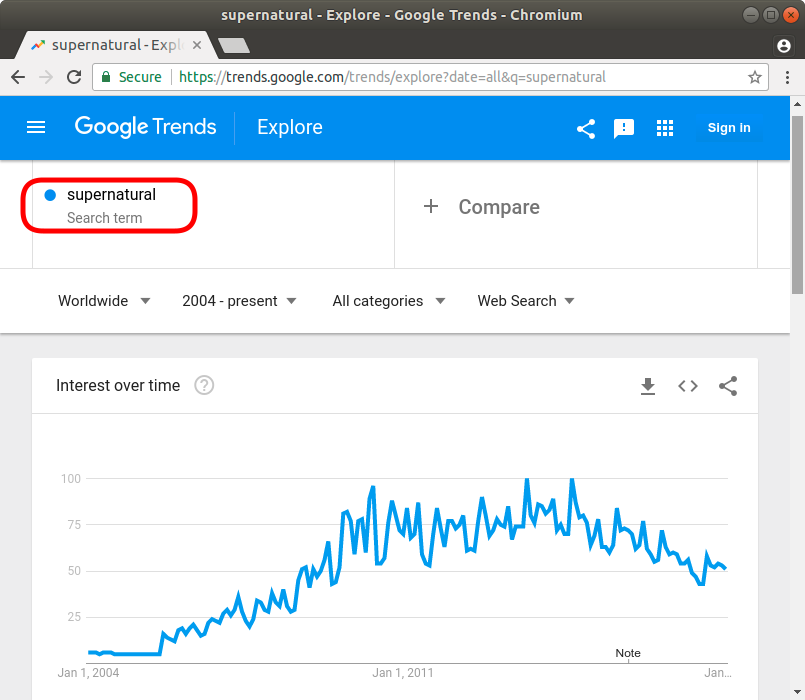 supernatural - Explore - Google Trends - Chromium
supernatural - Expl
Secure
https://trends.google.com/trends/explore?date=all&q=supernatural
Google Trends
Explore
Sign in
supernatural
Search term
+ Compare
Worldwide
2004 - present
All categories
Web Search
Interest over time ?
100
75
50
25
Note
Jan 1, 2004
Jan 1, 2011
Jan…